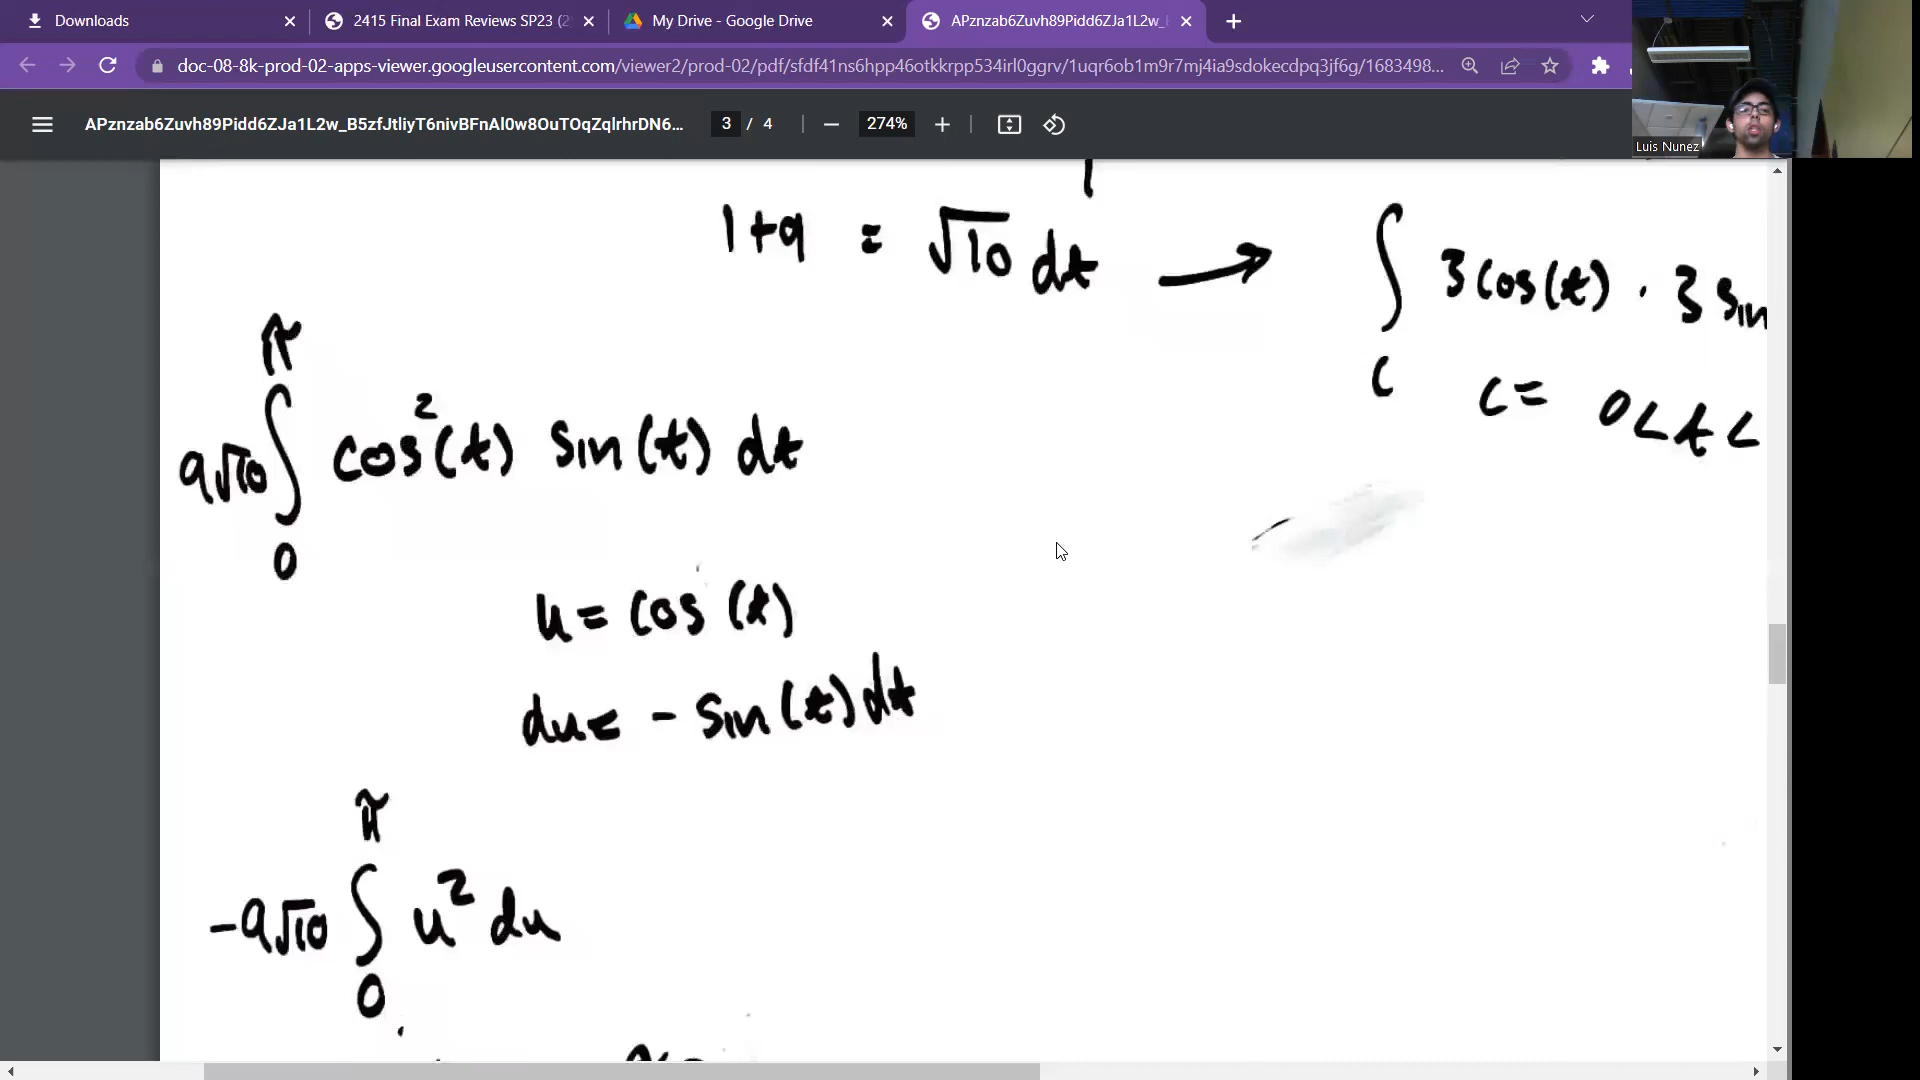 Downloads
2415 Final Exam Reviews SP23 (2
My Drive - Google Drive
APznzab6Zuvh89Pidd6ZJa1L2w_
doc-08-8k-prod-02-apps-viewer.googleusercontent.com/viewer2/prod-02/pdf/sfdf41ns6hpp46otkkrpp534irl0ggrv/1uqr6ob1m9r7mj4ia9sdokecdpq3jf6g/1683498...
Luis Nunez
APznzab6Zuvh89Pidd6ZJa1L2w_B5zfJtliyT6nivBFnAl0w8OuTOqZqlrhrDN6...
3 / 4
274%
1+9 = √10 dt → ∫ 3cos(t) · 3 sin
C
C = 0 < t <
π
9√10 ∫ cos²(t) sin(t) dt
0
u = cos (t)
du = - sin(t) dt
π
-9√10 ∫ u² du
0